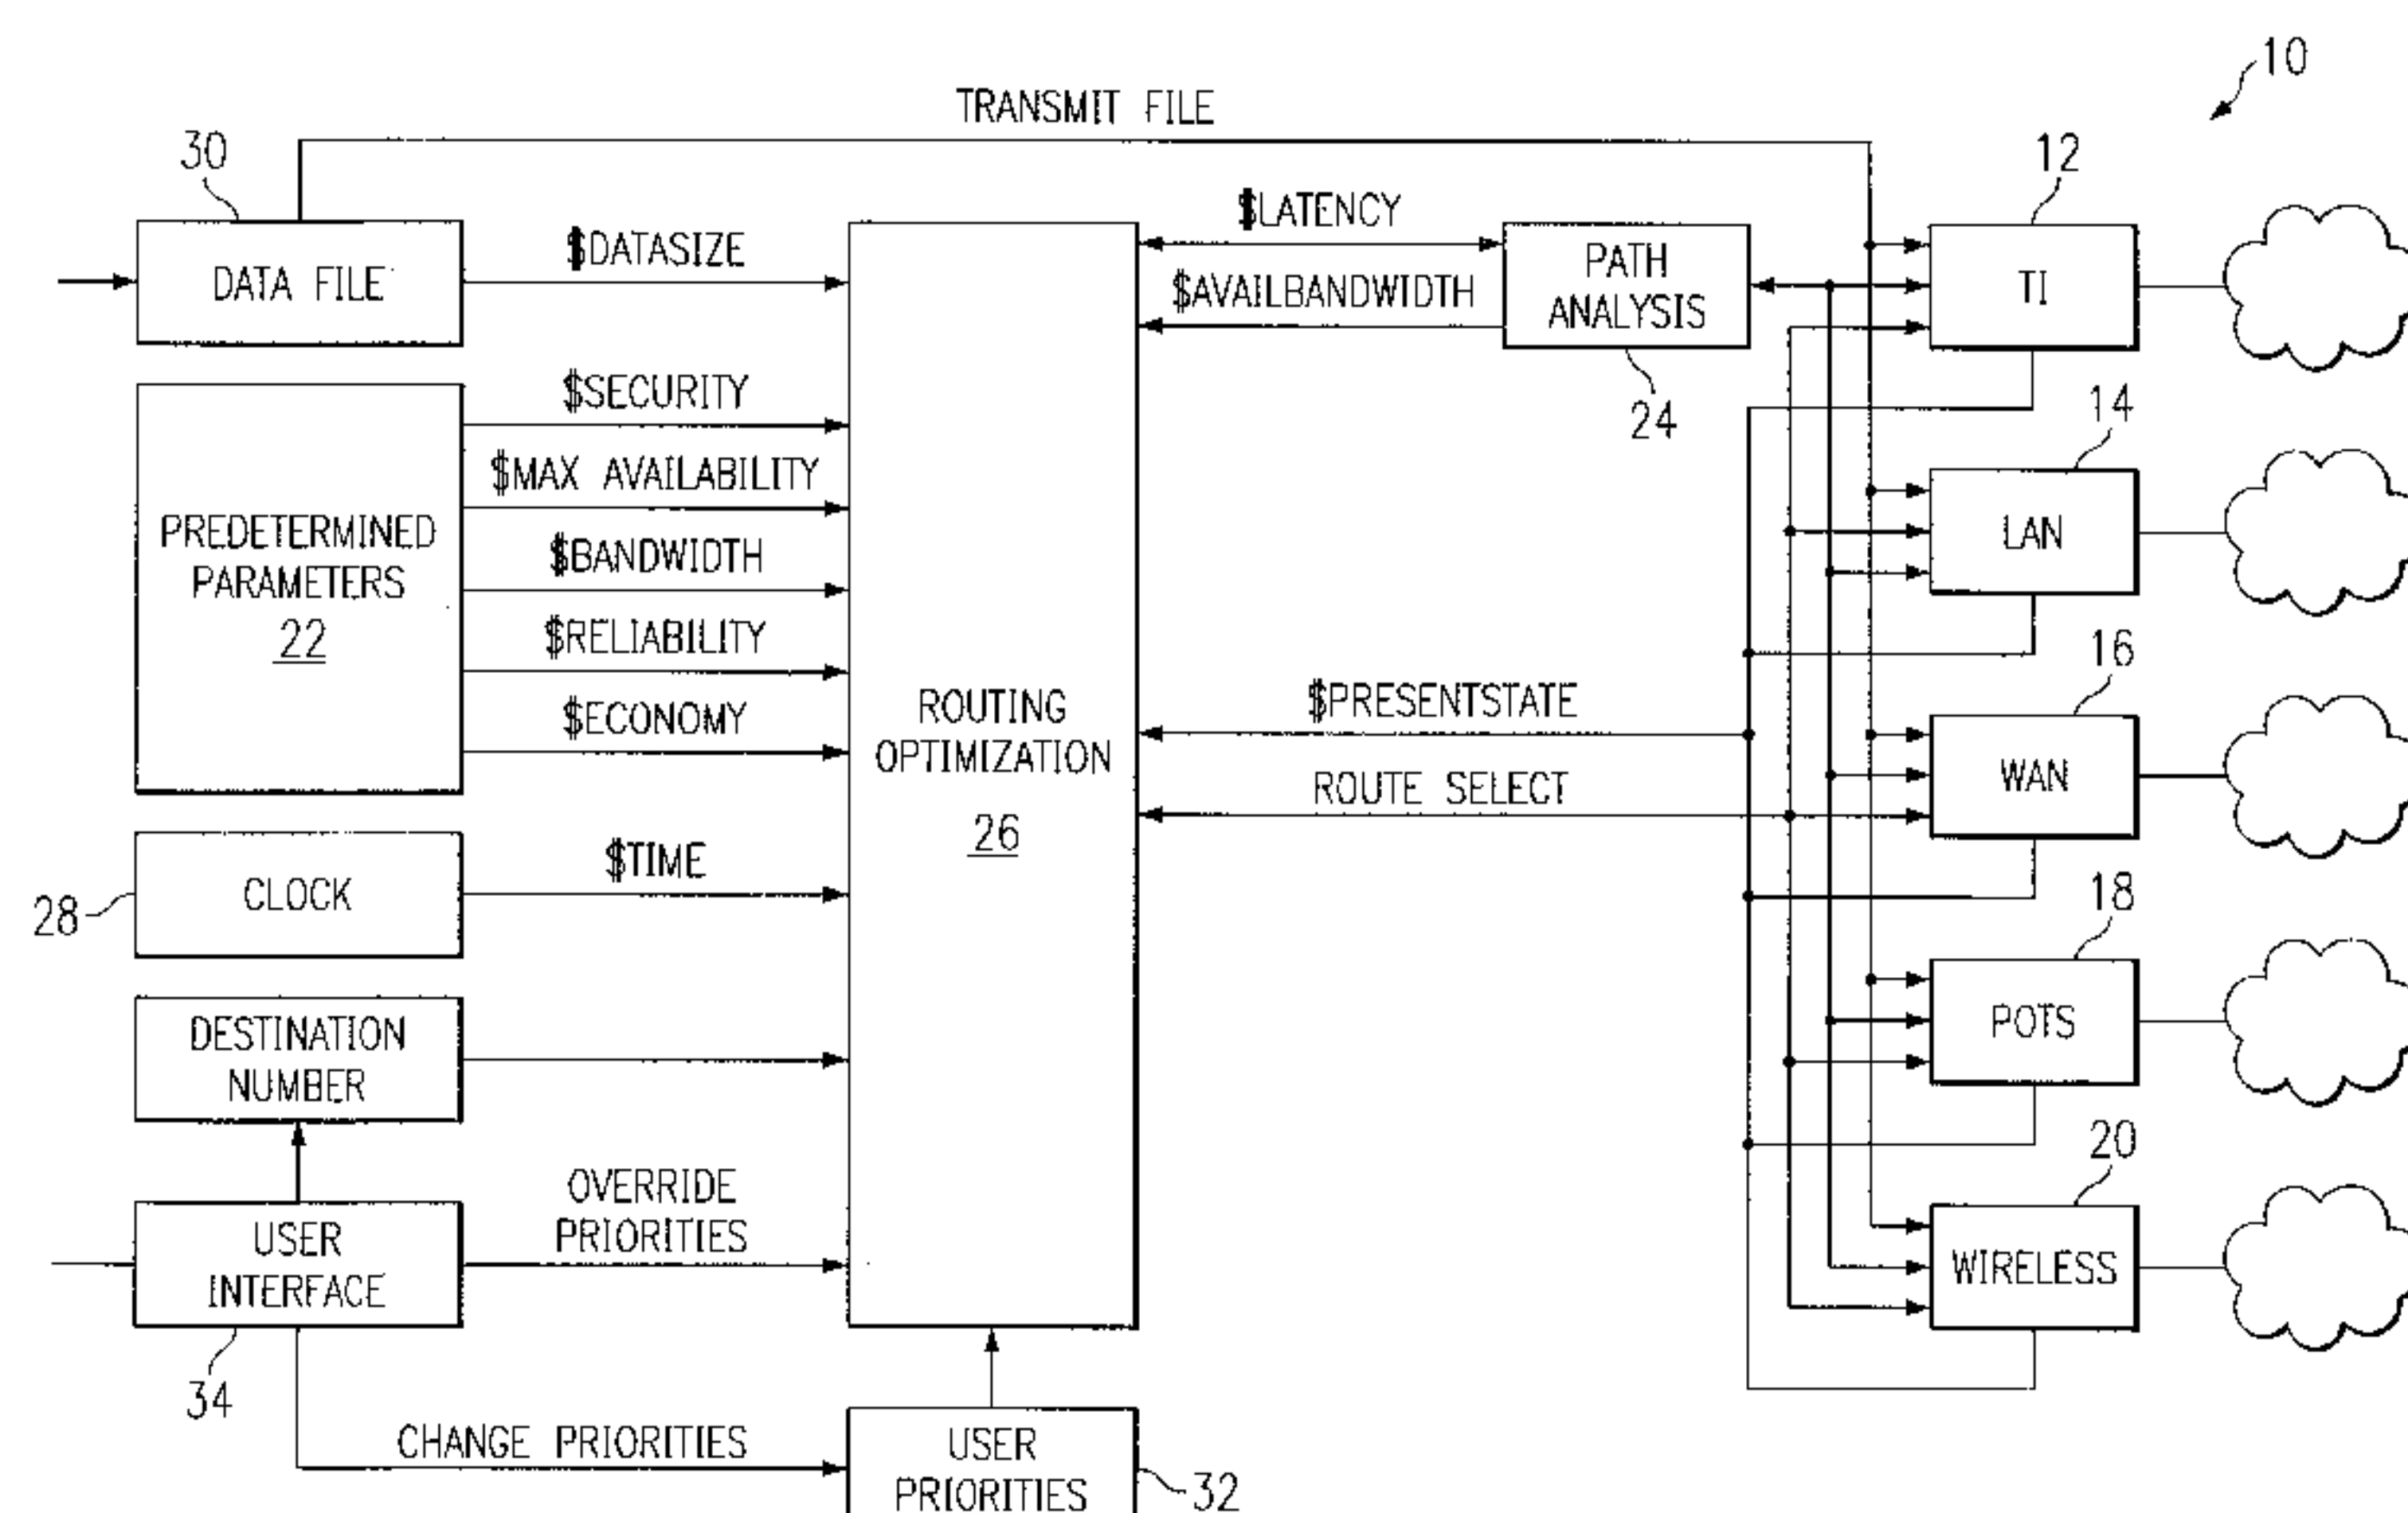 10
TRANSMIT FILE
30
12
DATA FILE
$DATASIZE
$LATENCY
$AVAILBANDWIDTH
PATH
ANALYSIS
24
TI
$SECURITY
$MAX AVAILABILITY
$BANDWIDTH
$RELIABILITY
$ECONOMY
PREDETERMINED
PARAMETERS
22
14
LAN
16
ROUTING
OPTIMIZATION
26
$PRESENTSTATE
ROUTE SELECT
WAN
28
CLOCK
$TIME
18
DESTINATION
NUMBER
POTS
20
USER
INTERFACE
34
OVERRIDE
PRIORITIES
WIRELESS
CHANGE PRIORITIES
USER
PRIORITIES
32